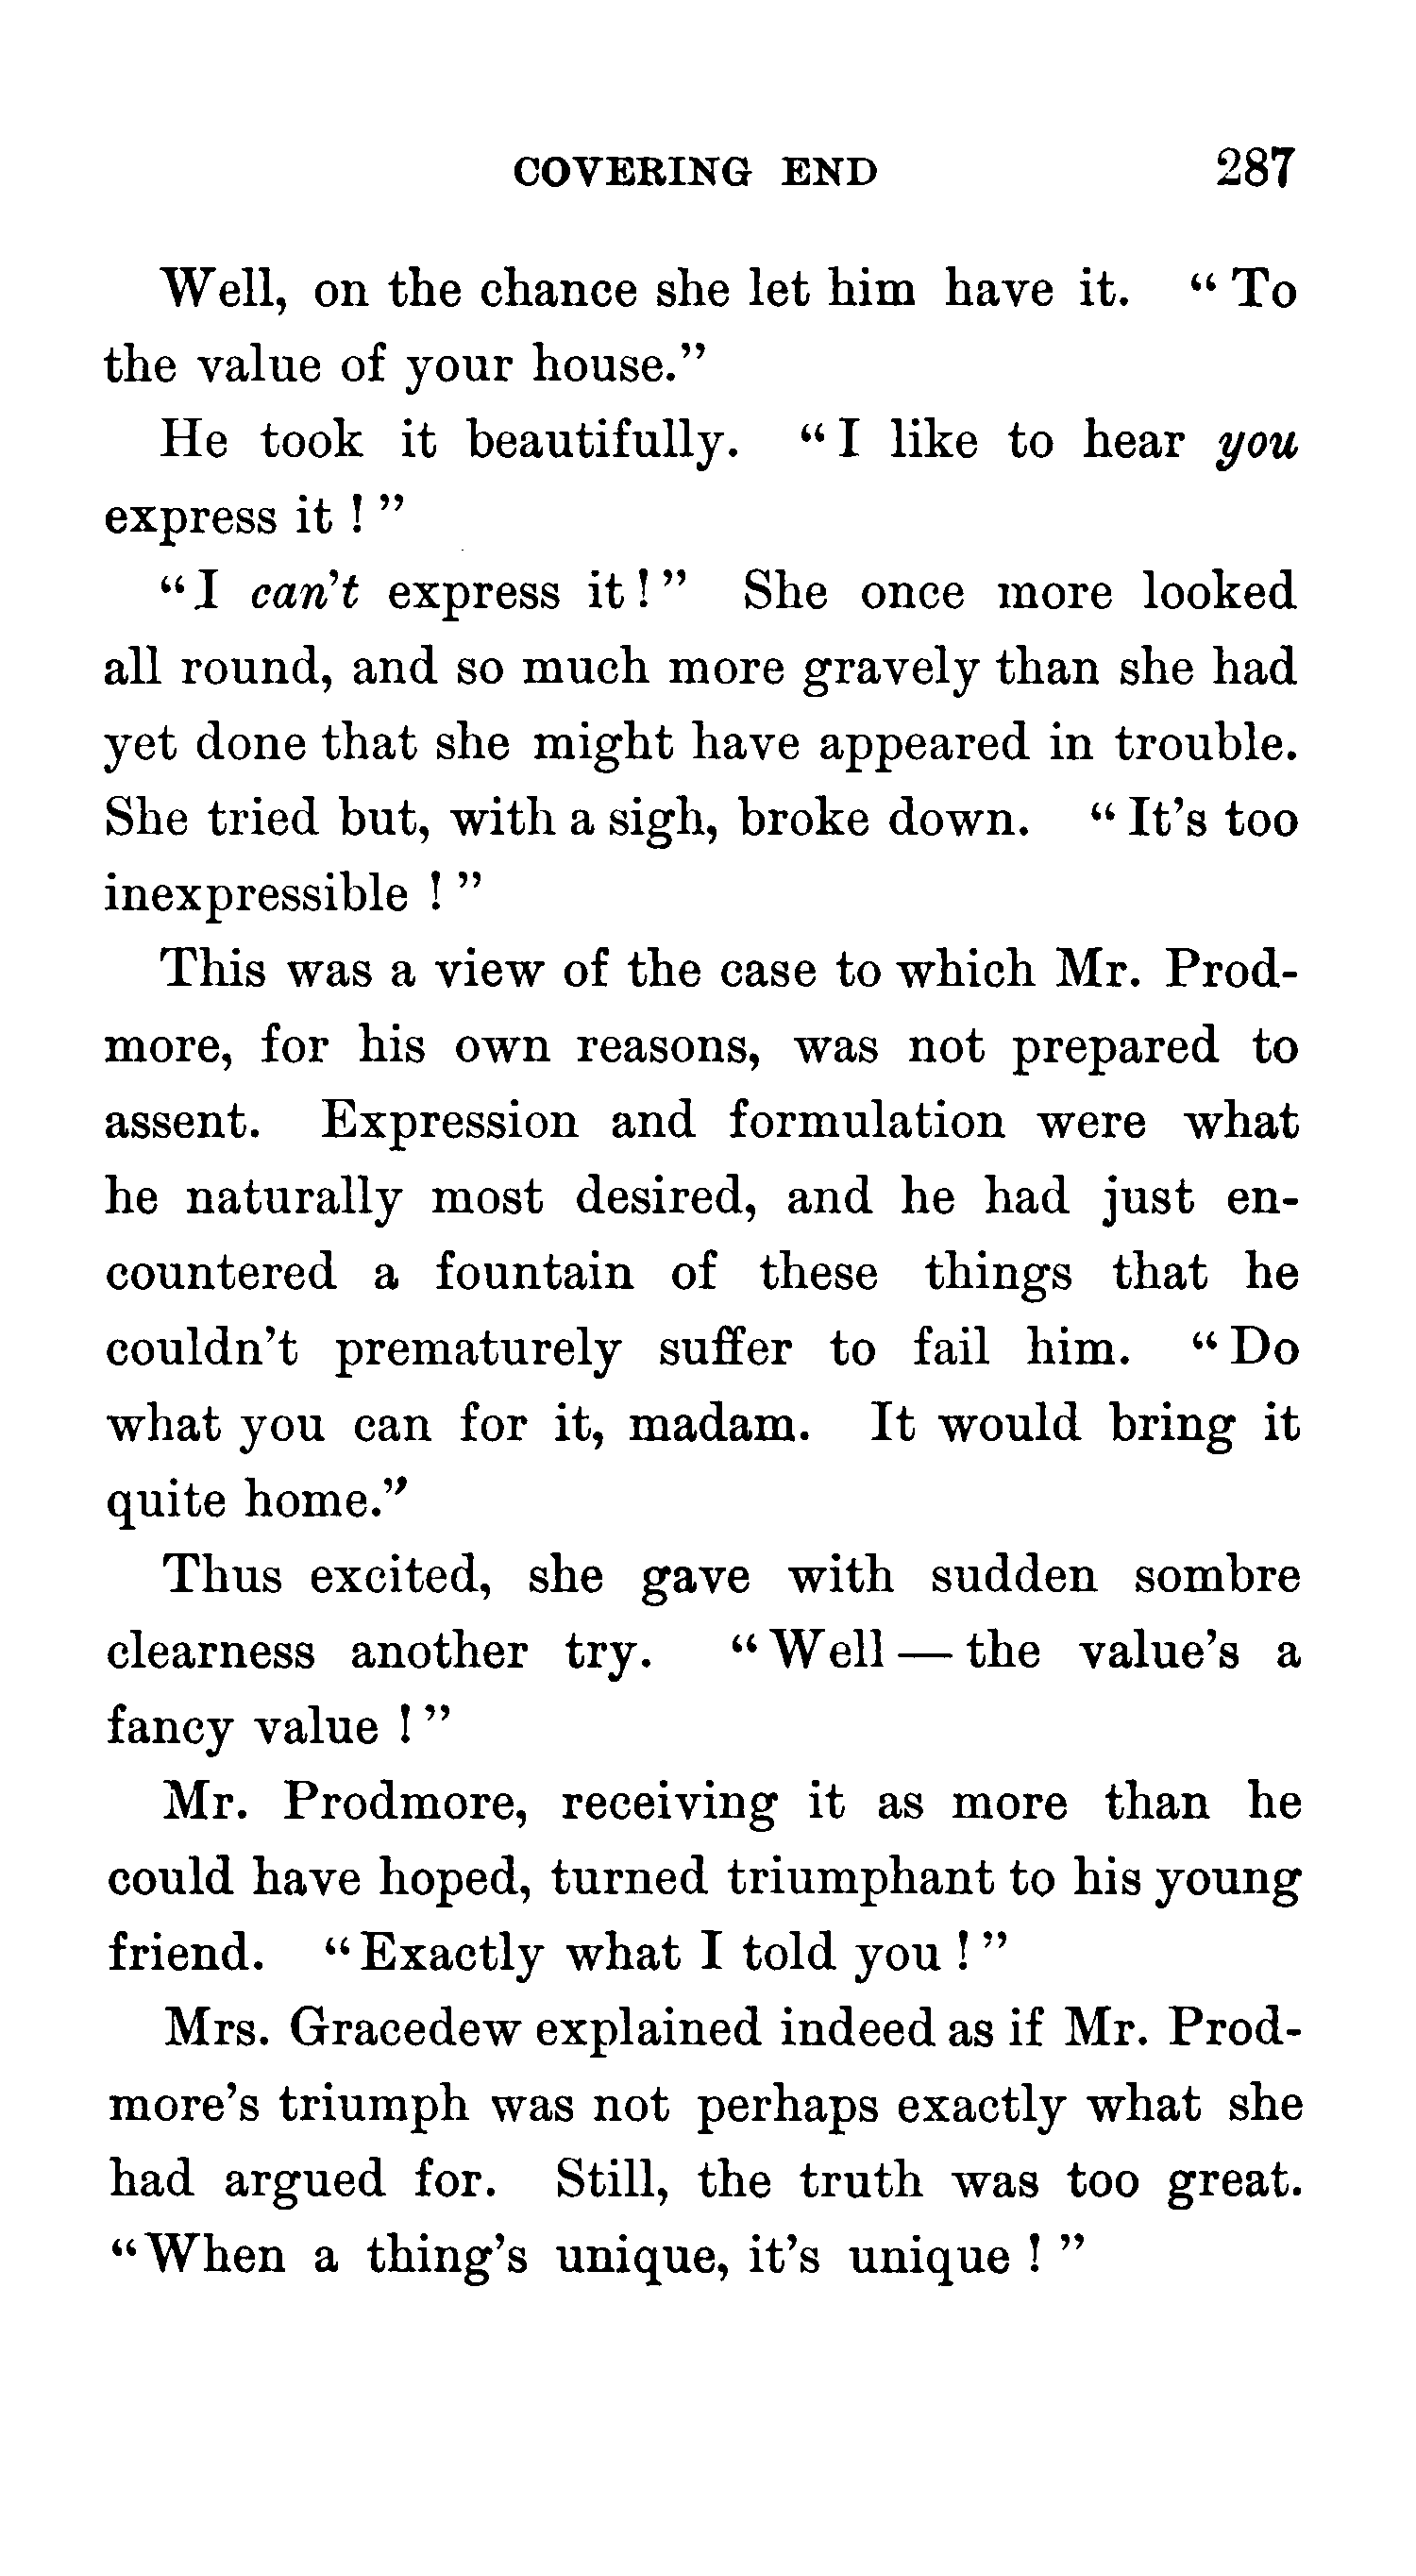 COVERING END 287
Well, on the chance she let him have it. “ To
the value of your house.”
He took it beautifully. “ I like to hear you
express it ! ”
“ I can’t express it ! ” She once more looked
all round, and so much more gravely than she had
yet done that she might have appeared in trouble.
She tried but, with a sigh, broke down. “ It’s too
inexpressible ! ”
This was a view of the case to which Mr. Prod-
more, for his own reasons, was not prepared to
assent. Expression and formulation were what
he naturally most desired, and he had just en-
countered a fountain of these things that he
couldn’t prematurely suffer to fail him. “ Do
what you can for it, madam. It would bring it
quite home.”
Thus excited, she gave with sudden sombre
clearness another try. “ Well — the value’s a
fancy value ! ”
Mr. Prodmore, receiving it as more than he
could have hoped, turned triumphant to his young
friend. “ Exactly what I told you ! ”
Mrs. Gracedew explained indeed as if Mr. Prod-
more’s triumph was not perhaps exactly what she
had argued for. Still, the truth was too great.
“ When a thing’s unique, it’s unique ! ”